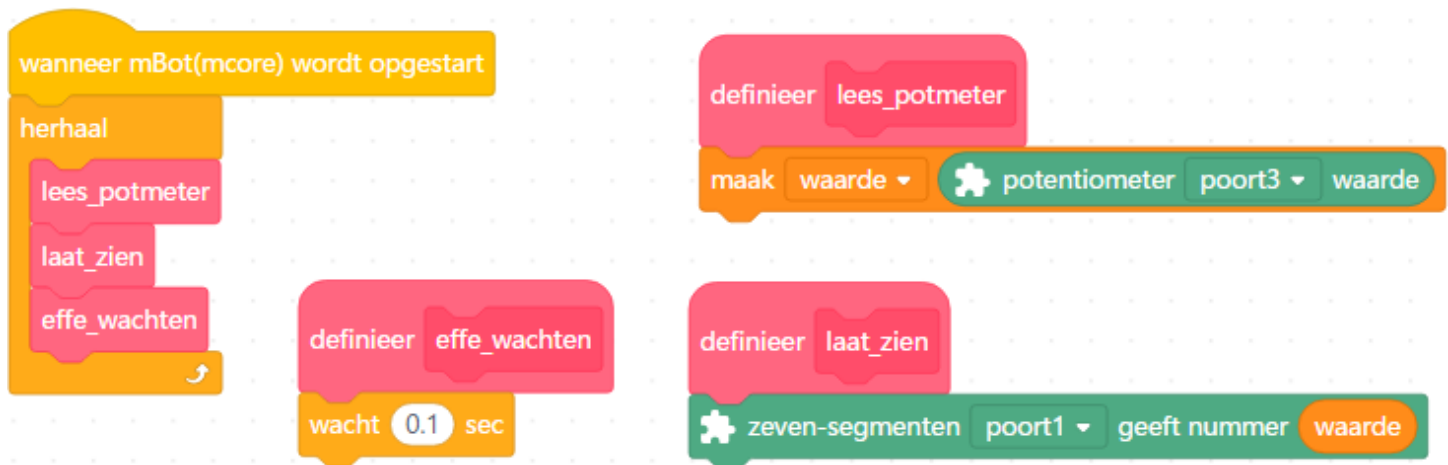 wanneer mBot(mcore) wordt opgestart
herhaal
lees_potmeter
laat_zien
effe_wachten
definieer effe_wachten
wacht 0.1 sec
definieer lees_potmeter
maak waarde potentiometer poort3 waarde
definieer laat_zien
zeven-segmenten poort1 geeft nummer waarde